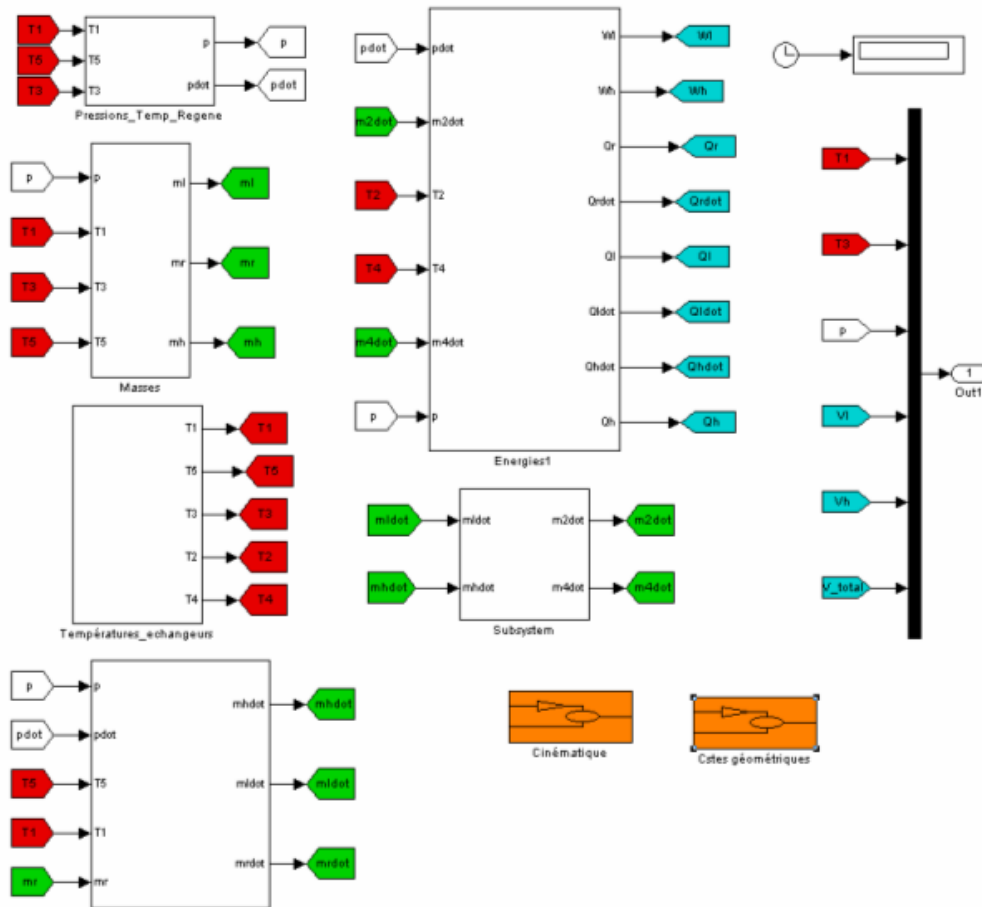 T1
T1
p
p
T5
T5
pdot
pdot
T3
T3
Pressions_Temp_Regene
p
p
ml
ml
T1
T1
mr
mr
T3
T3
T5
T5
mh
mh
Masses
T1
T1
T5
T5
T3
T3
T2
T2
T4
T4
Températures_echangeurs
p
p
mhdot
mhdot
pdot
pdot
T5
T5
mldot
mldot
T1
T1
mr
mr
mrdot
mrdot
pdot
pdot
Wl
Wl
Wh
Wh
m2dot
m2dot
Qr
Qr
T2
T2
Qrdot
Qrdot
Ql
Ql
T4
T4
Qldot
Qldot
m4dot
m4dot
Qhdot
Qhdot
p
p
Qh
Qh
Energies1
mldot
mldot
m2dot
m2dot
mhdot
mhdot
m4dot
m4dot
Subsystem
T1
T3
p
1
Out1
Vl
Vh
V_total
Cinématique
Cstes géométriques